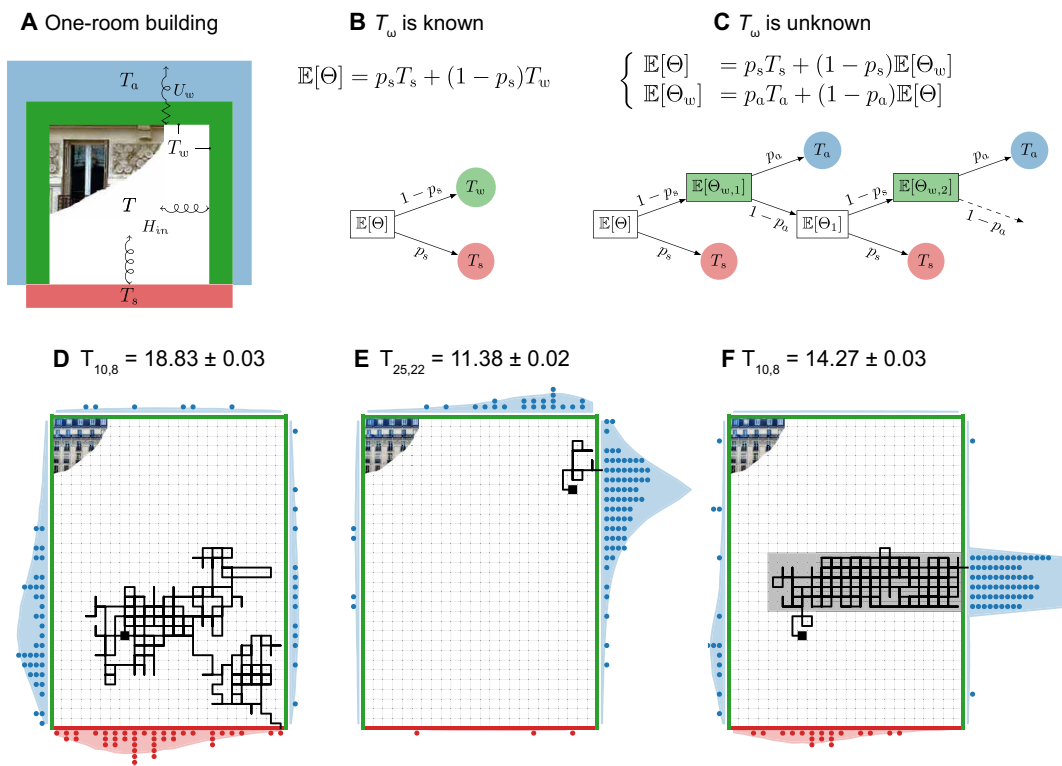 A One-room building
T_a
U_w
T_w
T
H_in
T_s
B T_ω is known
𝔼[Θ] = p_s T_s + (1 − p_s)T_w
1−p_s
T_w
𝔼[Θ]
p_s
T_s
C T_ω is unknown
𝔼[Θ] = p_s T_s + (1 − p_s)𝔼[Θ_w]
𝔼[Θ_w] = p_a T_a + (1 − p_a)𝔼[Θ]
p_a
T_a
p_a
T_a
1−p_s
𝔼[Θ_w,1]
1−p_s
𝔼[Θ_w,2]
1−p_a
1−p_a
𝔼[Θ]
𝔼[Θ_1]
p_s
T_s
p_s
T_s
D T_10,8 = 18.83 ± 0.03
E T_25,22 = 11.38 ± 0.02
F T_10,8 = 14.27 ± 0.03